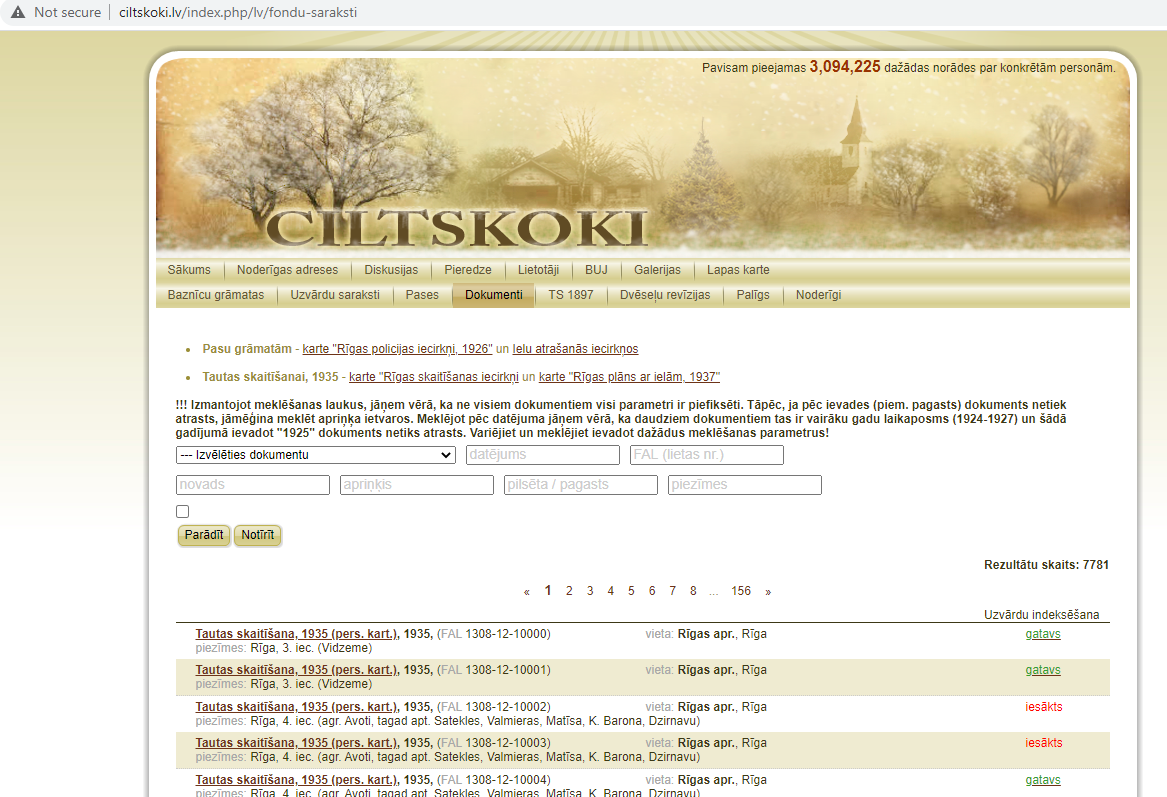 Not secure | ciltskoki.lv/index.php/lv/fondu-saraksti
Pavisam pieejamas 3,094,225 dažādas norādes par konkrētām personām.
CILTSKOKI
Sākums Noderīgas adreses Diskusijas Pieredze Lietotāji BUJ Galerijas Lapas karte
Baznīcu grāmatas Uzvārdu saraksti Pases Dokumenti TS 1897 Dvēseļu revīzijas Palīgs Noderīgi
• Pasu grāmatām - karte "Rīgas policijas iecirkņi, 1926" un Ielu atrašanās iecirkņos
• Tautas skaitīšanai, 1935 - karte "Rīgas skaitīšanas iecirkņi un karte "Rīgas plāns ar ielām, 1937"
!!! Izmantojot meklēšanas laukus, jāņem vērā, ka ne visiem dokumentiem visi parametri ir piefiksēti. Tāpēc, ja pēc ievades (piem. pagasts) dokuments netiek
atrasts, jāmēģina meklēt apriņķa ietvaros. Meklējot pēc datējuma jāņem vērā, ka daudziem dokumentiem tas ir vairāku gadu laikaposms (1924-1927) un šādā
gadījumā ievadot "1925" dokuments netiks atrasts. Variējiet un meklējiet ievadot dažādus meklēšanas parametrus!
--- Izvēlēties dokumentu datējums FAL (lietas nr.)
novads apriņķis pilsēta / pagasts piezīmes
Parādīt Notīrīt
Rezultātu skaits: 7781
« 1 2 3 4 5 6 7 8 ... 156 »
Uzvārdu indeksēšana
Tautas skaitīšana, 1935 (pers. kart.), 1935, (FAL 1308-12-10000) vieta: Rīgas apr., Rīga gatavs
piezīmes: Rīga, 3. iec. (Vidzeme)
Tautas skaitīšana, 1935 (pers. kart.), 1935, (FAL 1308-12-10001) vieta: Rīgas apr., Rīga gatavs
piezīmes: Rīga, 3. iec. (Vidzeme)
Tautas skaitīšana, 1935 (pers. kart.), 1935, (FAL 1308-12-10002) vieta: Rīgas apr., Rīga iesākts
piezīmes: Rīga, 4. iec. (agr. Avoti, tagad apt. Satekles, Valmieras, Matīsa, K. Barona, Dzirnavu)
Tautas skaitīšana, 1935 (pers. kart.), 1935, (FAL 1308-12-10003) vieta: Rīgas apr., Rīga iesākts
piezīmes: Rīga, 4. iec. (agr. Avoti, tagad apt. Satekles, Valmieras, Matīsa, K. Barona, Dzirnavu)
Tautas skaitīšana, 1935 (pers. kart.), 1935, (FAL 1308-12-10004) vieta: Rīgas apr., Rīga gatavs
piezīmes: Rīga, 4. iec. (agr. Avoti, tagad apt. Satekles, Valmieras, Matīsa, K. Barona, Dzirnavu)